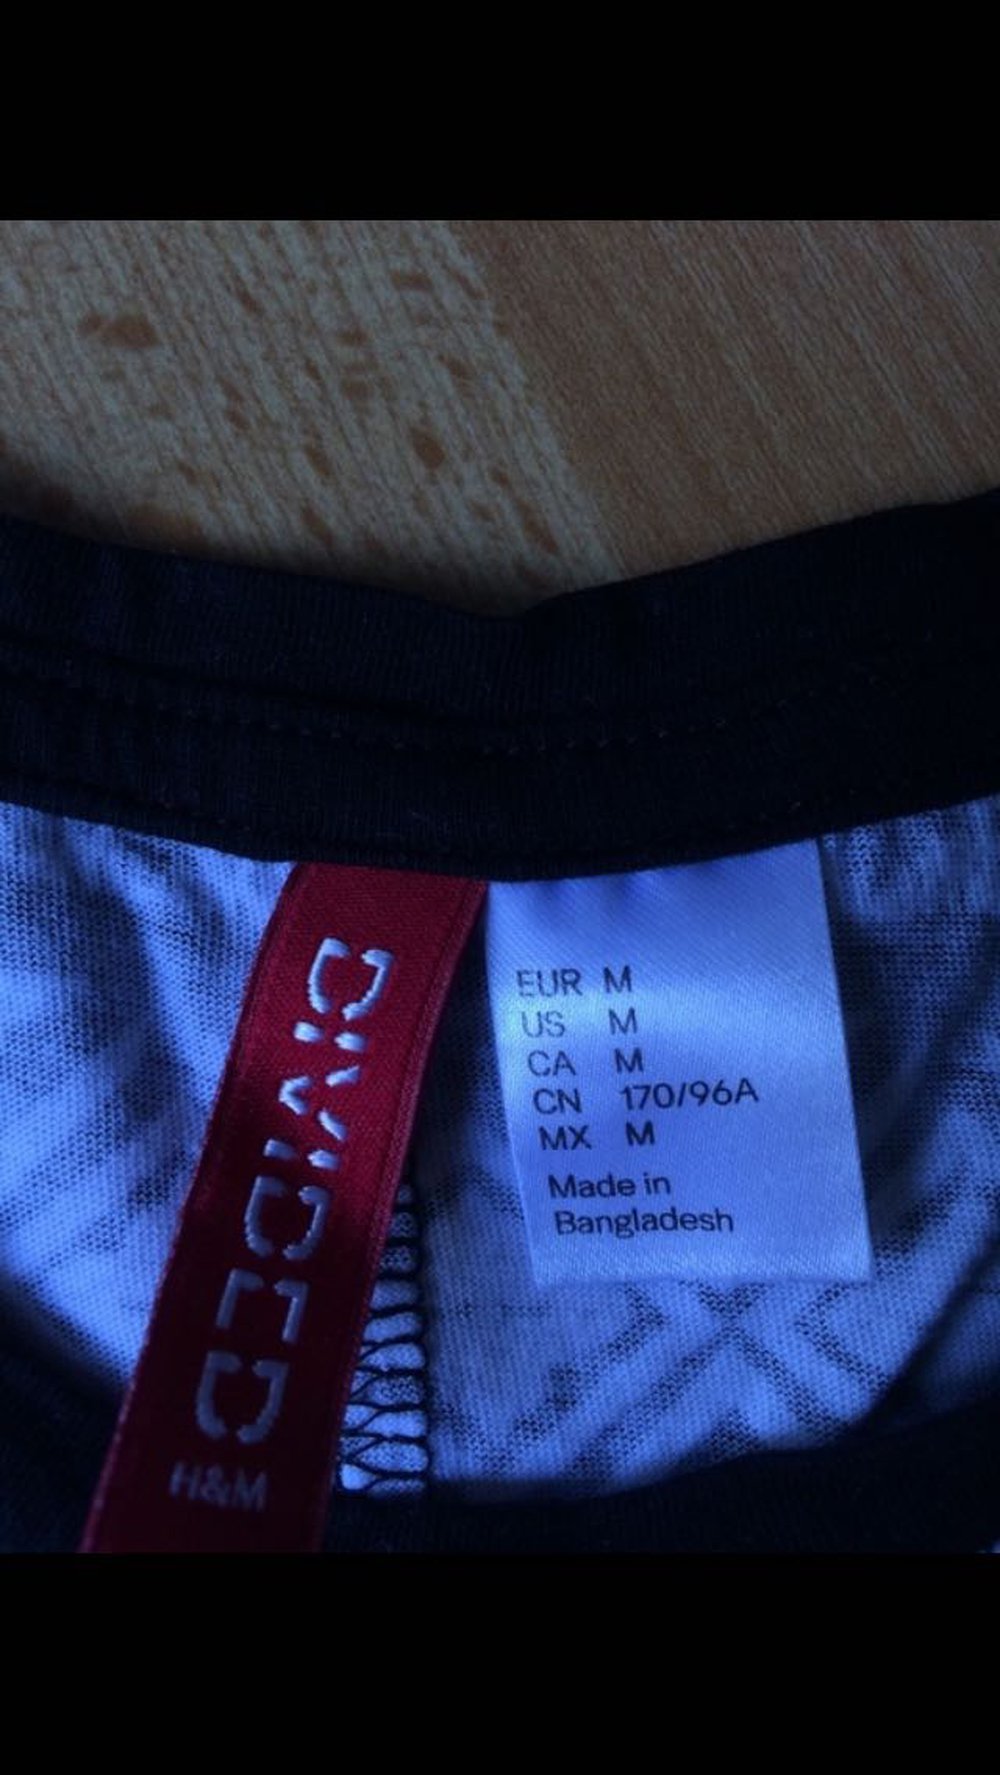 DIVIDED
H&M
EUR M
US M
CA M
CN 170/96A
MX M
Made in
Bangladesh